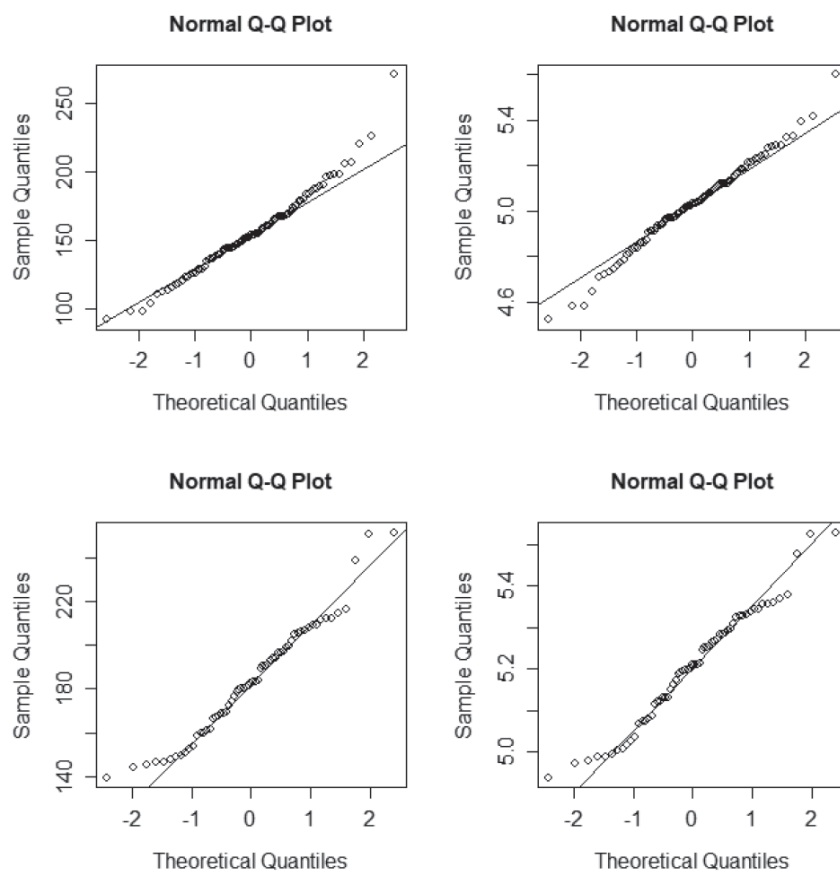 Normal Q-Q Plot
Sample Quantiles
250
200
150
100
-2 -1 0 1 2
Theoretical Quantiles
Normal Q-Q Plot
Sample Quantiles
5.4
5.0
4.6
-2 -1 0 1 2
Theoretical Quantiles
Normal Q-Q Plot
Sample Quantiles
220
180
140
-2 -1 0 1 2
Theoretical Quantiles
Normal Q-Q Plot
Sample Quantiles
5.4
5.2
5.0
-2 -1 0 1 2
Theoretical Quantiles